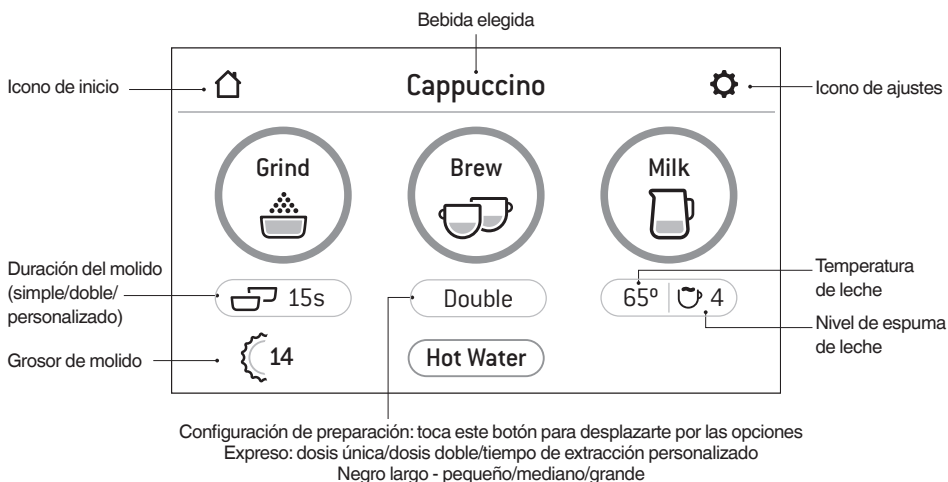 Bebida elegida
Icono de inicio
Cappuccino
Icono de ajustes
Grind
Brew
Milk
Duración del molido
(simple/doble/
personalizado)
15s
Double
65º
4
Temperatura
de leche
Nivel de espuma
de leche
Grosor de molido
14
Hot Water
Configuración de preparación: toca este botón para desplazarte por las opciones
Expreso: dosis única/dosis doble/tiempo de extracción personalizado
Negro largo - pequeño/mediano/grande